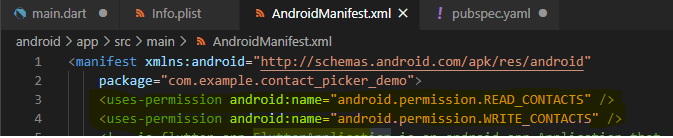 main.dart Info.plist AndroidManifest.xml ! pubspec.yaml
android > app > src > main > AndroidManifest.xml
1 <manifest xmlns:android="http://schemas.android.com/apk/res/android"
2 package="com.example.contact_picker_demo">
3 <uses-permission android:name="android.permission.READ_CONTACTS" />
4 <uses-permission android:name="android.permission.WRITE_CONTACTS" />